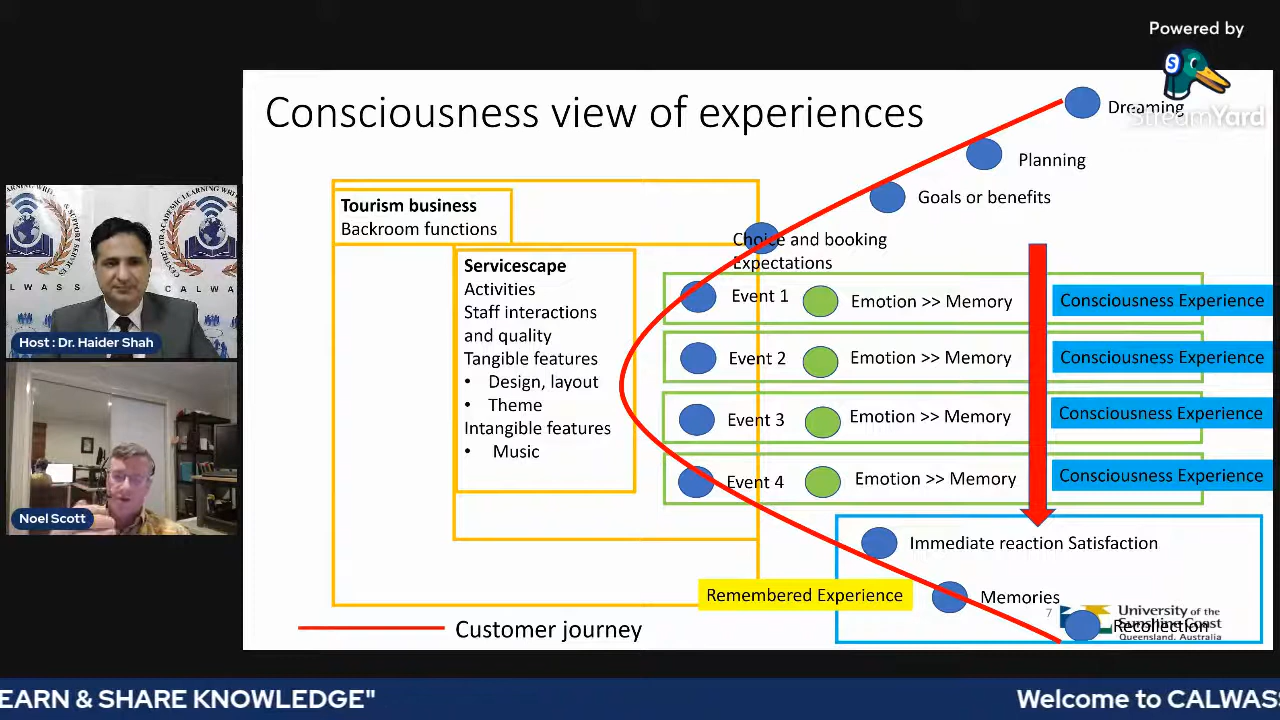 Powered by
S
StreamYard
Consciousness view of experiences
Dreaming
Planning
Goals or benefits
Choice and booking
Expectations
Tourism business
Backroom functions
Servicescape
Activities
Staff interactions
and quality
Tangible features
• Design, layout
• Theme
Intangible features
• Music
Event 1 Emotion >> Memory Consciousness Experience
Event 2 Emotion >> Memory Consciousness Experience
Event 3 Emotion >> Memory Consciousness Experience
Event 4 Emotion >> Memory Consciousness Experience
Immediate reaction Satisfaction
Remembered Experience
Memories
Recollection
7
University of the
Sunshine Coast
Queensland, Australia
Customer journey
CALWASS
Host : Dr. Haider Shah
Noel Scott
EARN & SHARE KNOWLEDGE"
Welcome to CALWAS